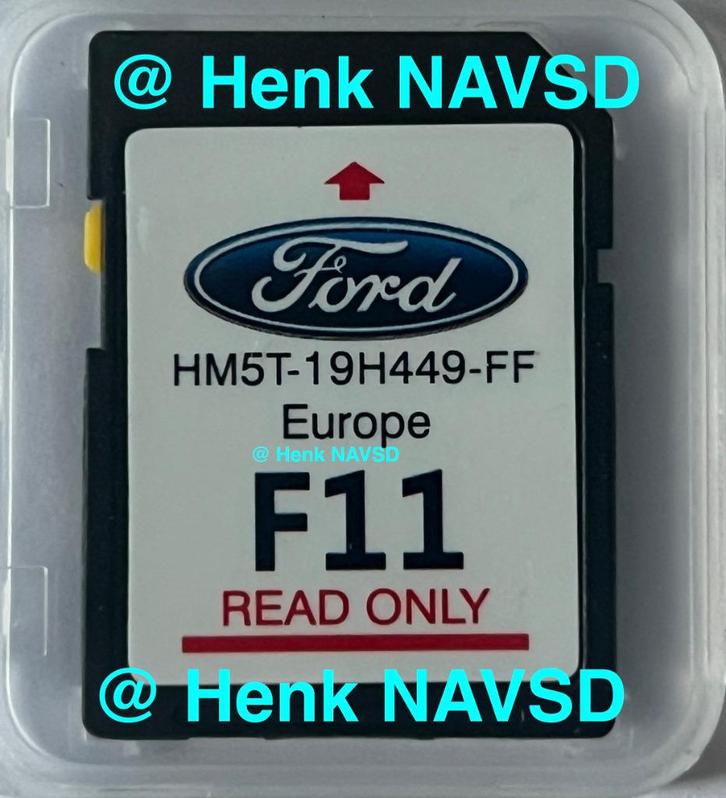 @ Henk NAVSD
Ford
HM5T-19H449-FF
Europe
@ Henk NAVSD
F11
READ ONLY
@ Henk NAVSD